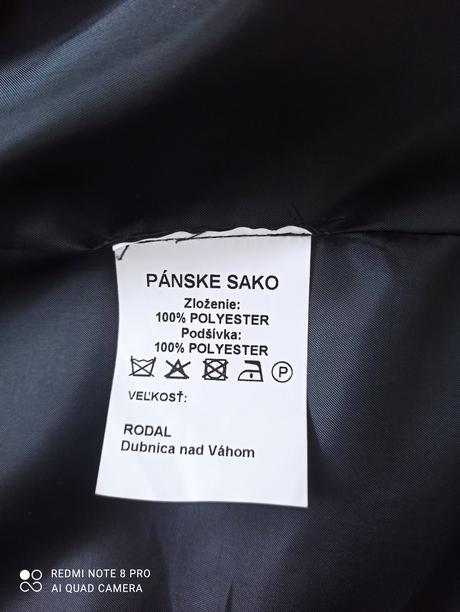 PÁNSKE SAKO
Zloženie:
100% POLYESTER
Podšívka:
100% POLYESTER
P
VEĽKOSŤ:
RODAL
Dubnica nad Váhom
REDMI NOTE 8 PRO
AI QUAD CAMERA